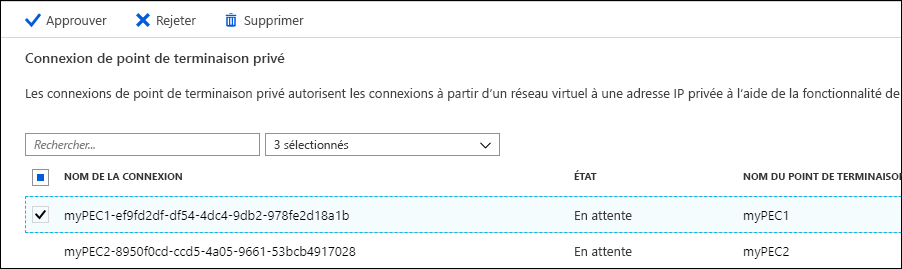 Approuver Rejeter Supprimer
Connexion de point de terminaison privé
Les connexions de point de terminaison privé autorisent les connexions à partir d'un réseau virtuel à une adresse IP privée à l'aide de la fonctionnalité de
Rechercher... 3 sélectionnés
NOM DE LA CONNEXION ÉTAT NOM DU POINT DE TERMINAISON
myPEC1-ef9fd2df-df54-4dc4-9db2-978fe2d18a1b En attente myPEC1
myPEC2-8950f0cd-ccd5-4a05-9661-53bcb4917028 En attente myPEC2